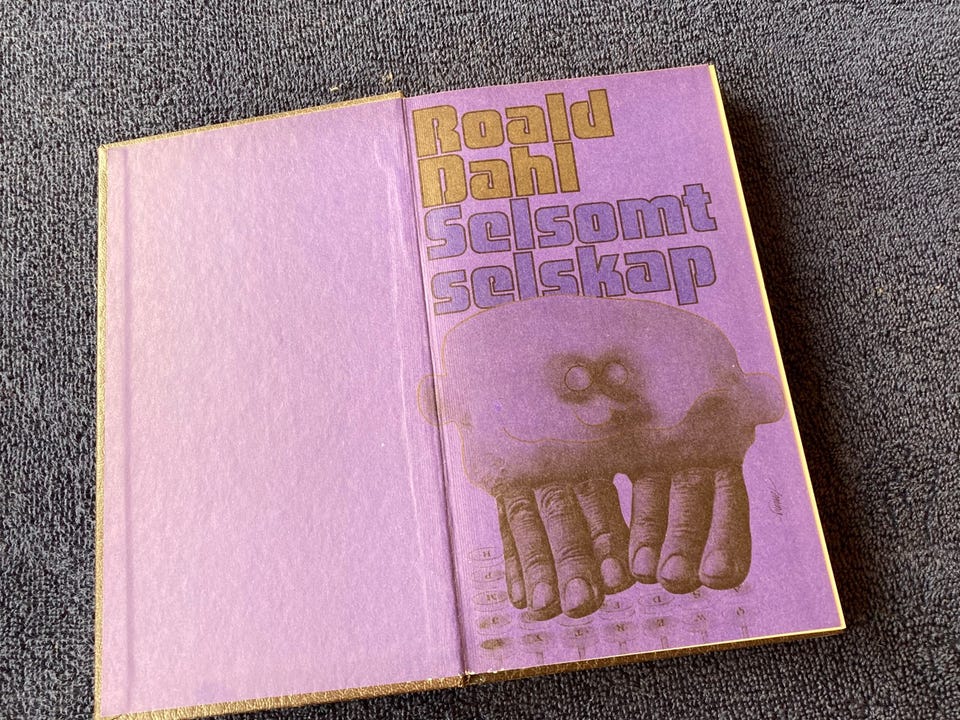 Roald
Dahl
Selsomt
selskap